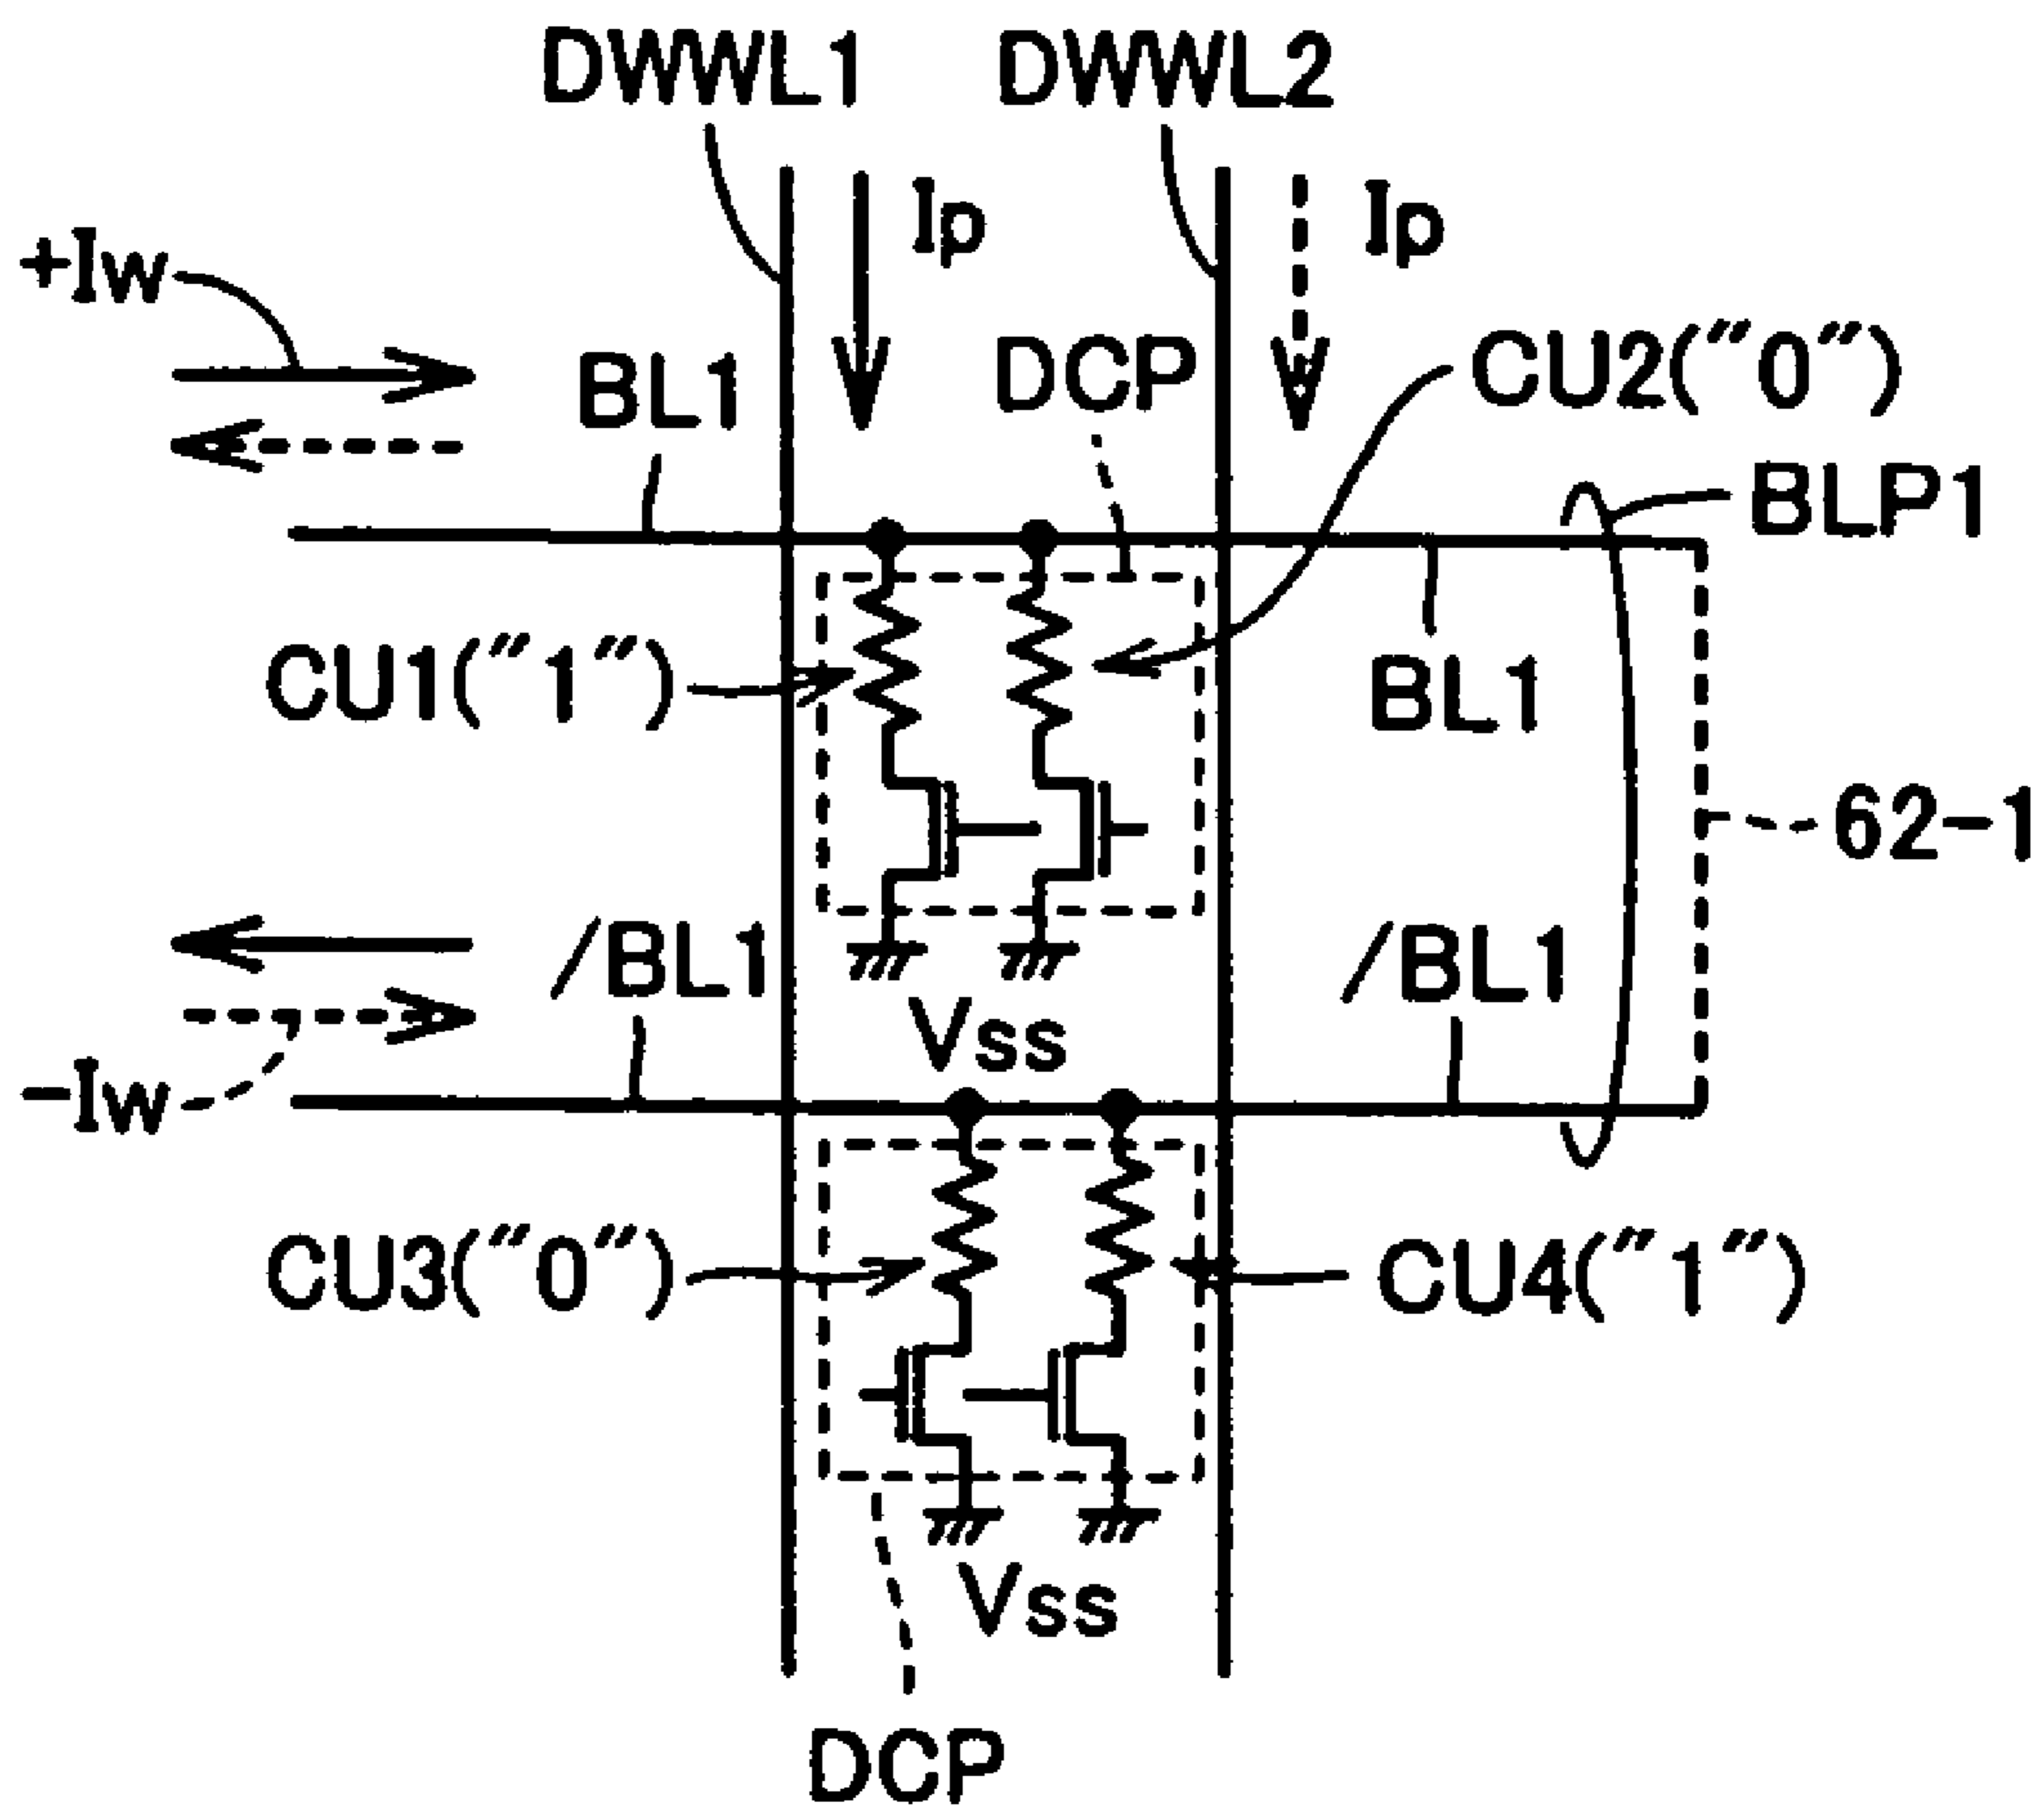 DWWL1 DWWL2
+Iw Ip Ip
BL1 DCP CU2("0")
BLP1
CU1("1") BL1
62-1
/BL1 /BL1
Vss
-Iw
CU3("0") CU4("1")
Vss
DCP